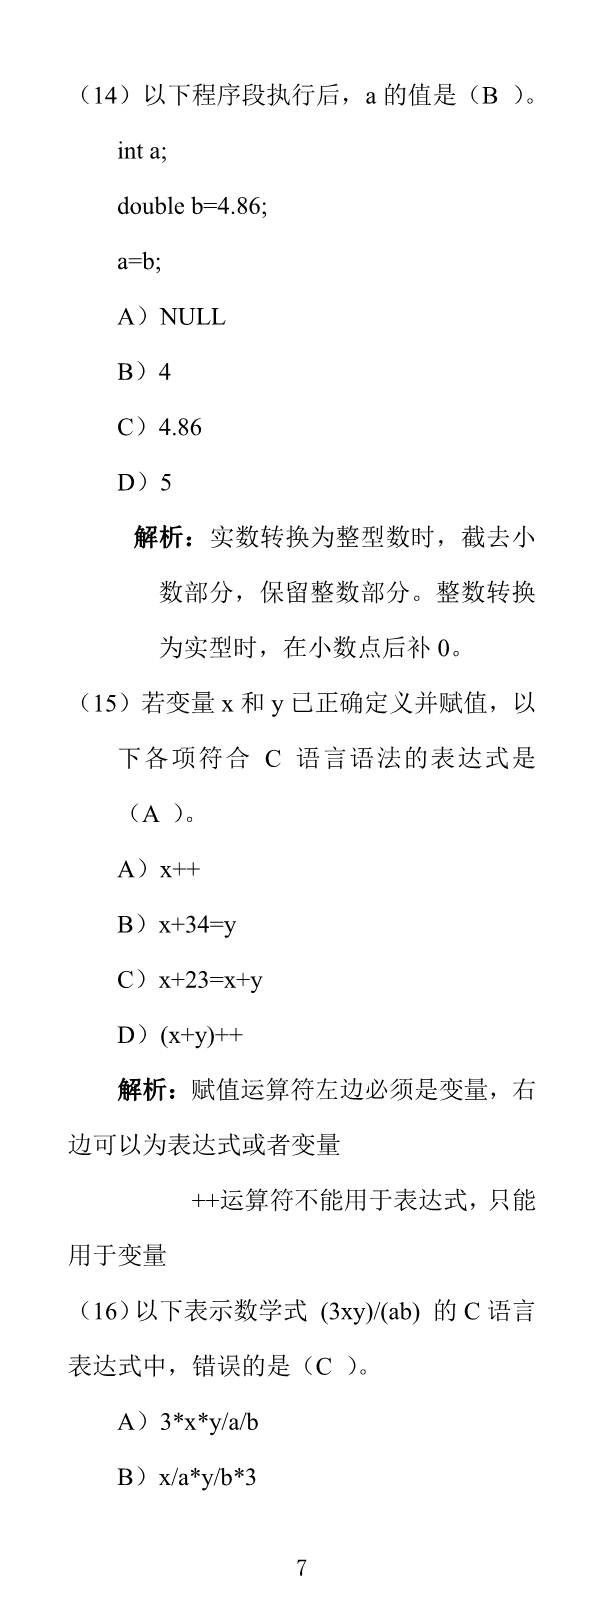 （14）以下程序段执行后，a 的值是（B ）。
int a;
double b=4.86;
a=b;
A）NULL
B）4
C）4.86
D）5
解析：实数转换为整型数时，截去小
数部分，保留整数部分。整数转换
为实型时，在小数点后补 0。
（15）若变量 x 和 y 已正确定义并赋值，以
下各项符合 C 语言语法的表达式是
（A ）。
A）x++
B）x+34=y
C）x+23=x+y
D）(x+y)++
解析：赋值运算符左边必须是变量，右
边可以为表达式或者变量
++运算符不能用于表达式，只能
用于变量
（16）以下表示数学式 (3xy)/(ab) 的 C 语言
表达式中，错误的是（C ）。
A）3*x*y/a/b
B）x/a*y/b*3
7